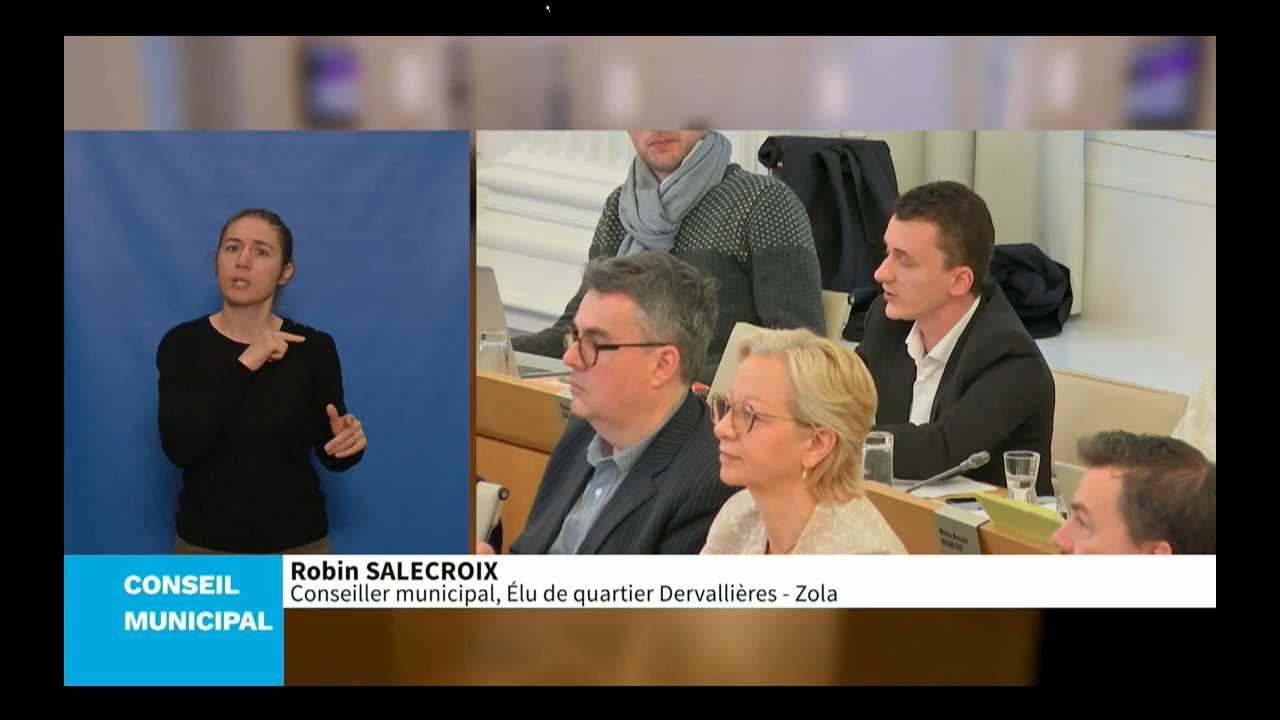 CONSEIL
MUNICIPAL
Robin SALECROIX
Conseiller municipal, Élu de quartier Dervallières - Zola